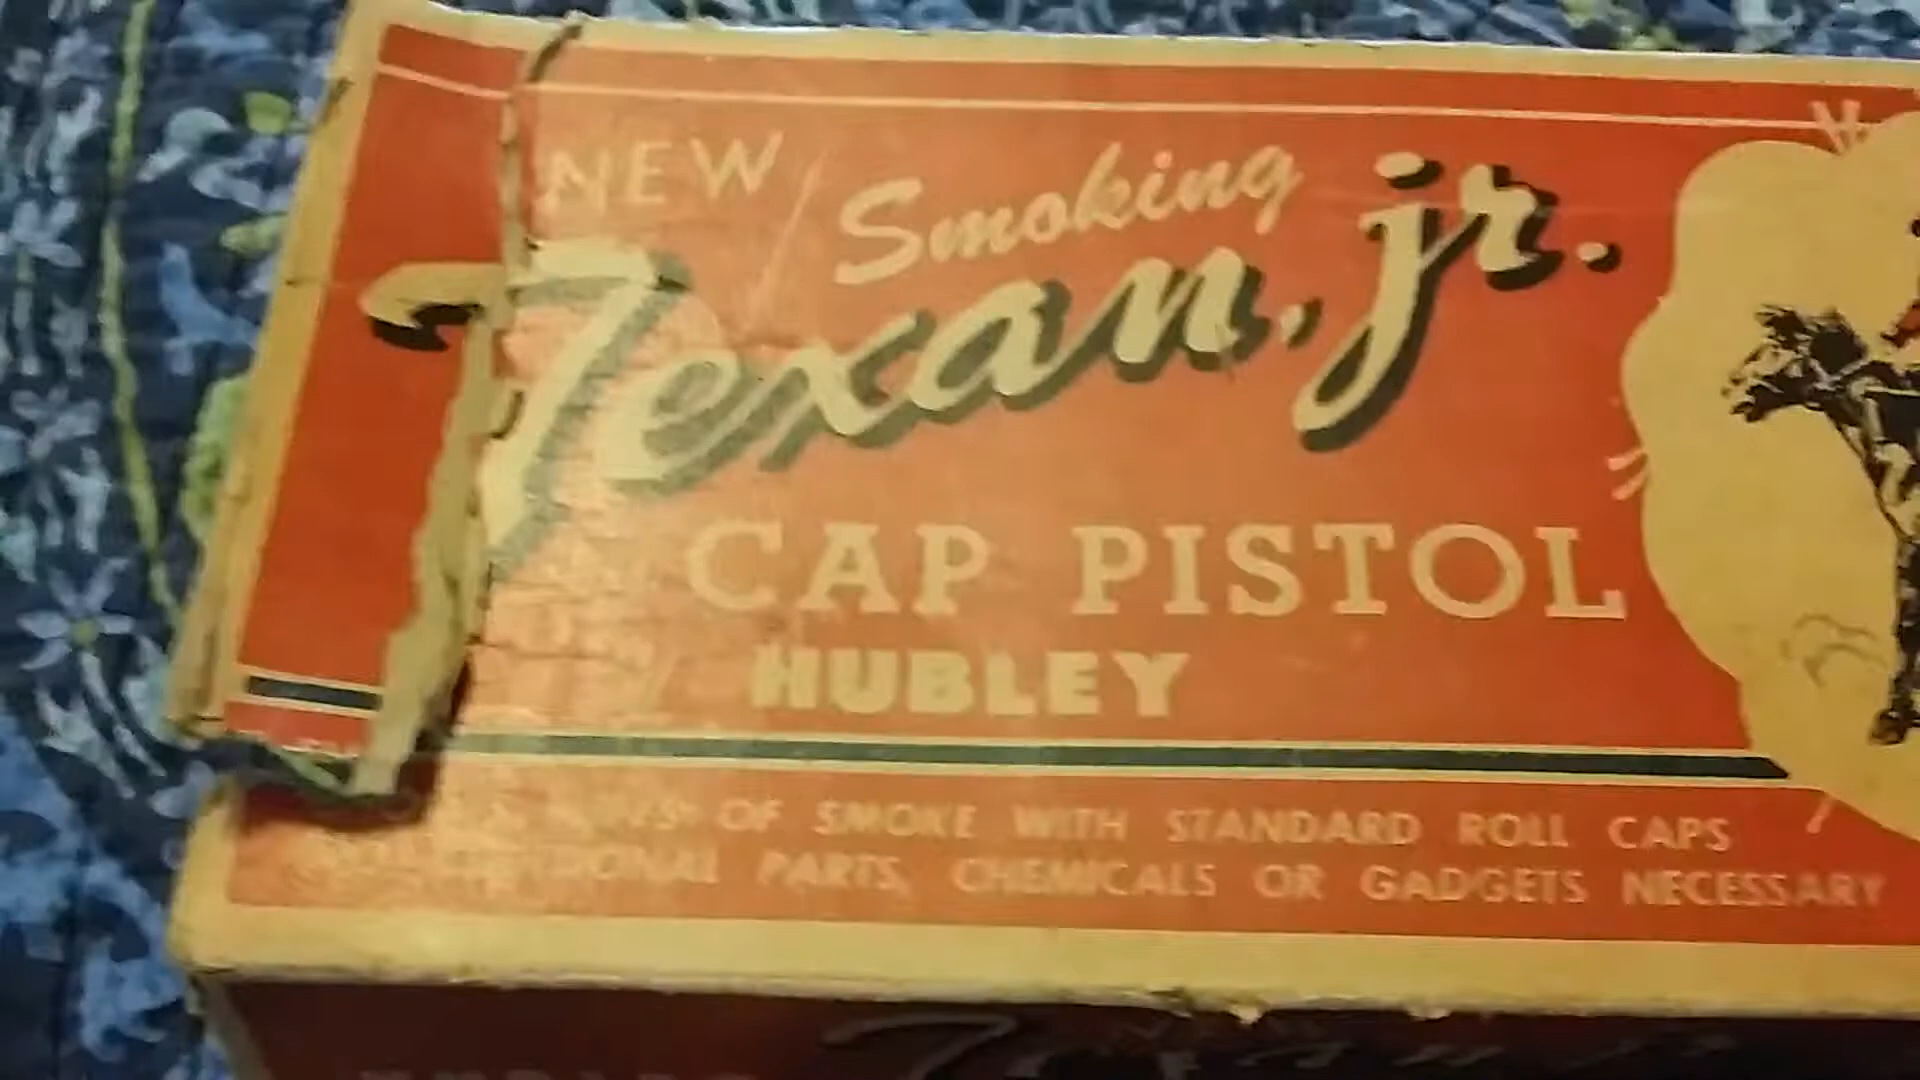 NEW Smoking
Texan, jr.
CAP PISTOL
HUBLEY
OF SMOKE WITH STANDARD ROLL CAPS
PARTS, CHEMICALS OR GADGETS NECESSARY